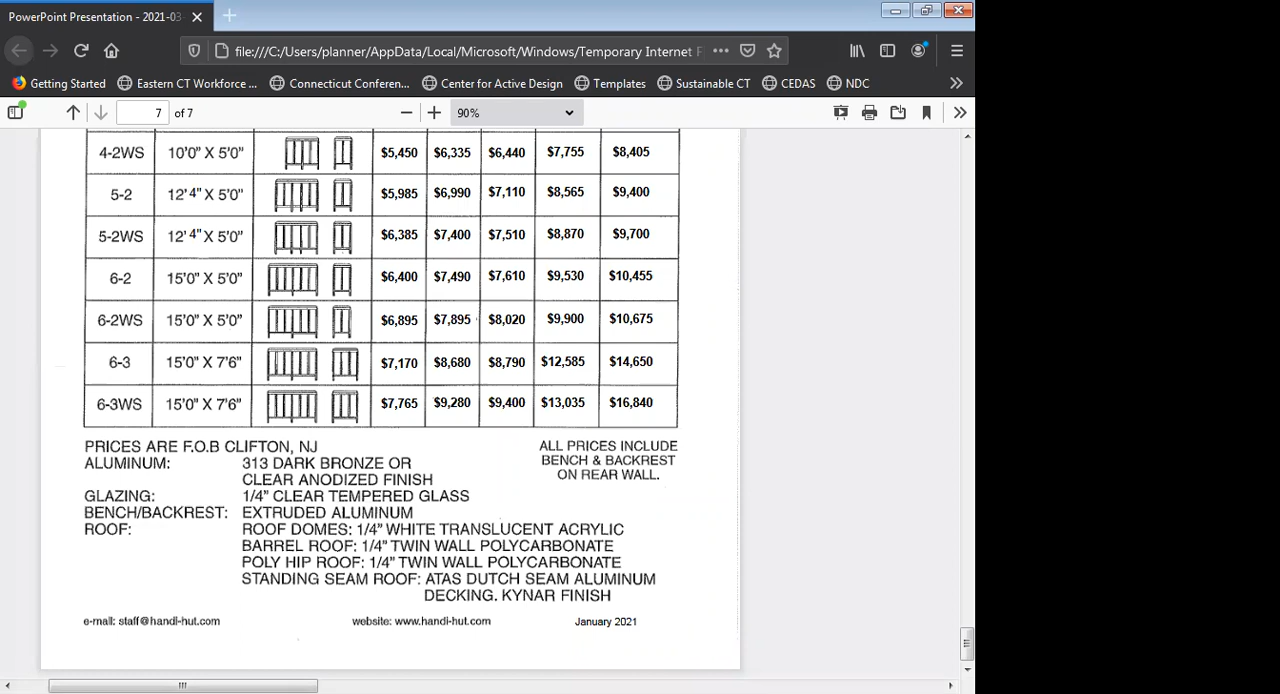 PowerPoint Presentation - 2021-03
file:///C:/Users/planner/AppData/Local/Microsoft/Windows/Temporary Internet F
Getting Started Eastern CT Workforce ... Connecticut Conferen... Center for Active Design Templates Sustainable CT CEDAS NDC
7 of 7 90%
4-2WS 10'0" X 5'0" $5,450 $6,335 $6,440 $7,755 $8,405
5-2 12'4" X 5'0" $5,985 $6,990 $7,110 $8,565 $9,400
5-2WS 12'4" X 5'0" $6,385 $7,400 $7,510 $8,870 $9,700
6-2 15'0" X 5'0" $6,400 $7,490 $7,610 $9,530 $10,455
6-2WS 15'0" X 5'0" $6,895 $7,895 $8,020 $9,900 $10,675
6-3 15'0" X 7'6" $7,170 $8,680 $8,790 $12,585 $14,650
6-3WS 15'0" X 7'6" $7,765 $9,280 $9,400 $13,035 $16,840
PRICES ARE F.O.B CLIFTON, NJ
ALUMINUM: 313 DARK BRONZE OR
CLEAR ANODIZED FINISH
GLAZING: 1/4" CLEAR TEMPERED GLASS
BENCH/BACKREST: EXTRUDED ALUMINUM
ROOF: ROOF DOMES: 1/4" WHITE TRANSLUCENT ACRYLIC
BARREL ROOF: 1/4" TWIN WALL POLYCARBONATE
POLY HIP ROOF: 1/4" TWIN WALL POLYCARBONATE
STANDING SEAM ROOF: ATAS DUTCH SEAM ALUMINUM
DECKING. KYNAR FINISH
ALL PRICES INCLUDE
BENCH & BACKREST
ON REAR WALL.
e-mail: staff@handi-hut.com website: www.handi-hut.com January 2021